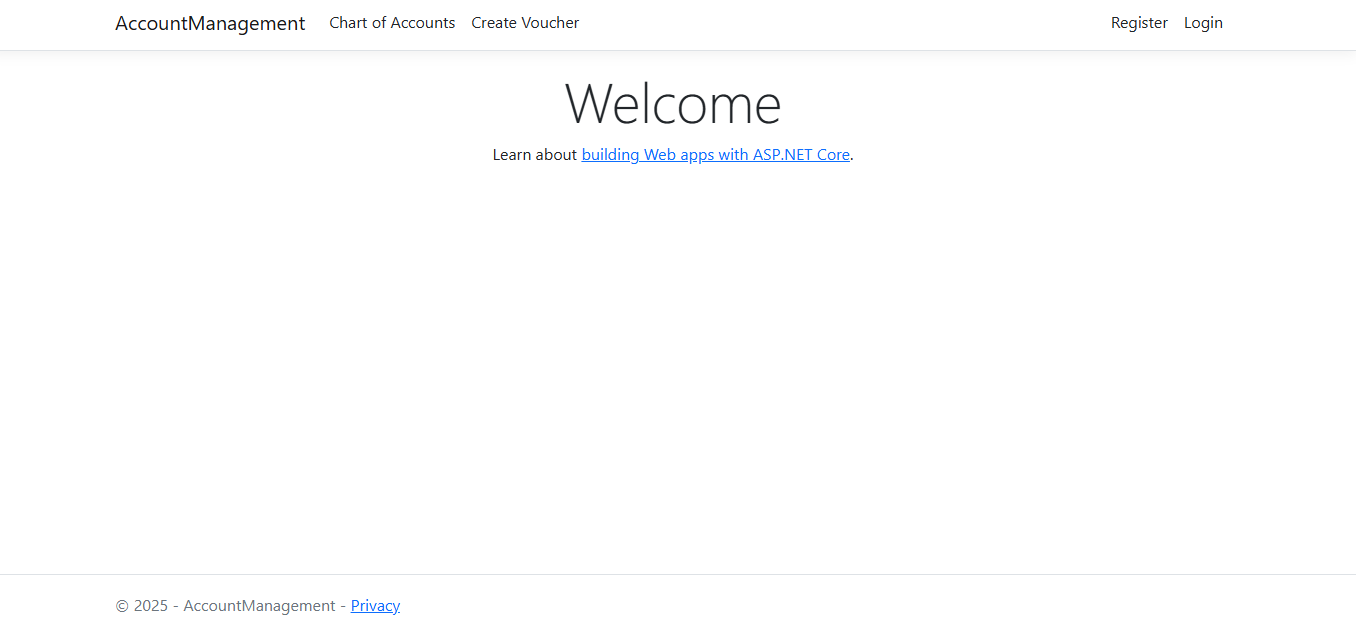 AccountManagement Chart of Accounts Create Voucher Register Login
Welcome
Learn about building Web apps with ASP.NET Core.
© 2025 - AccountManagement - Privacy